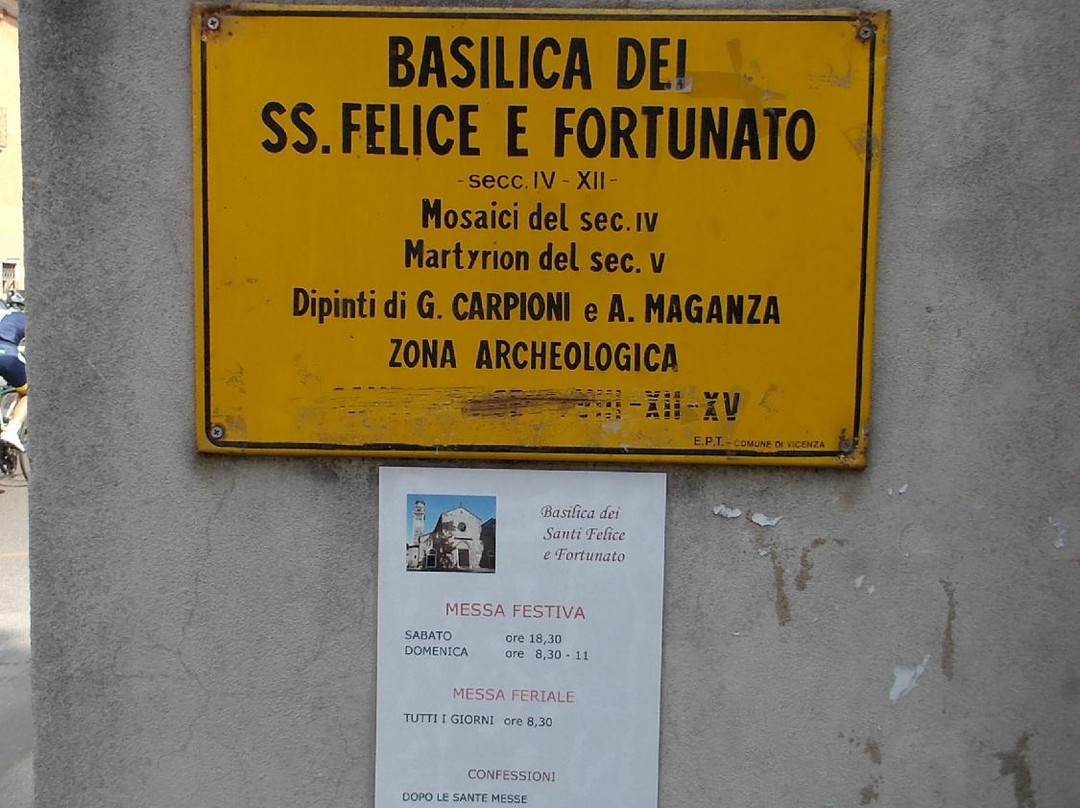 BASILICA DEI
SS. FELICE E FORTUNATO
- secc. IV - XII -
Mosaici del sec. IV
Martyrion del sec. V
Dipinti di G. CARPIONI e A. MAGANZA
ZONA ARCHEOLOGICA
-XII-XV
E.P.T. - COMUNE DI VICENZA
Basilica dei
Santi Felice
e Fortunato
MESSA FESTIVA
SABATO ore 18,30
DOMENICA ore 8,30 - 11
MESSA FERIALE
TUTTI I GIORNI ore 8,30
CONFESSIONI
DOPO LE SANTE MESSE